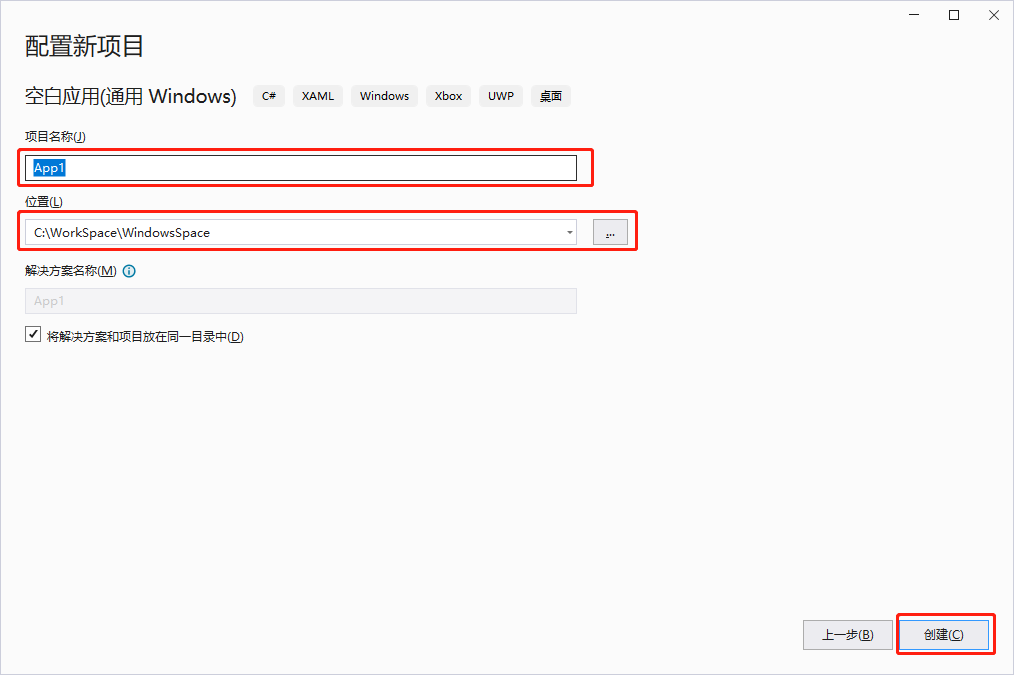 配置新项目
空白应用(通用 Windows) C# XAML Windows Xbox UWP 桌面
项目名称(J)
App1
位置(L)
C:\WorkSpace\WindowsSpace ...
解决方案名称(M)
App1
将解决方案和项目放在同一目录中(D)
上一步(B) 创建(C)